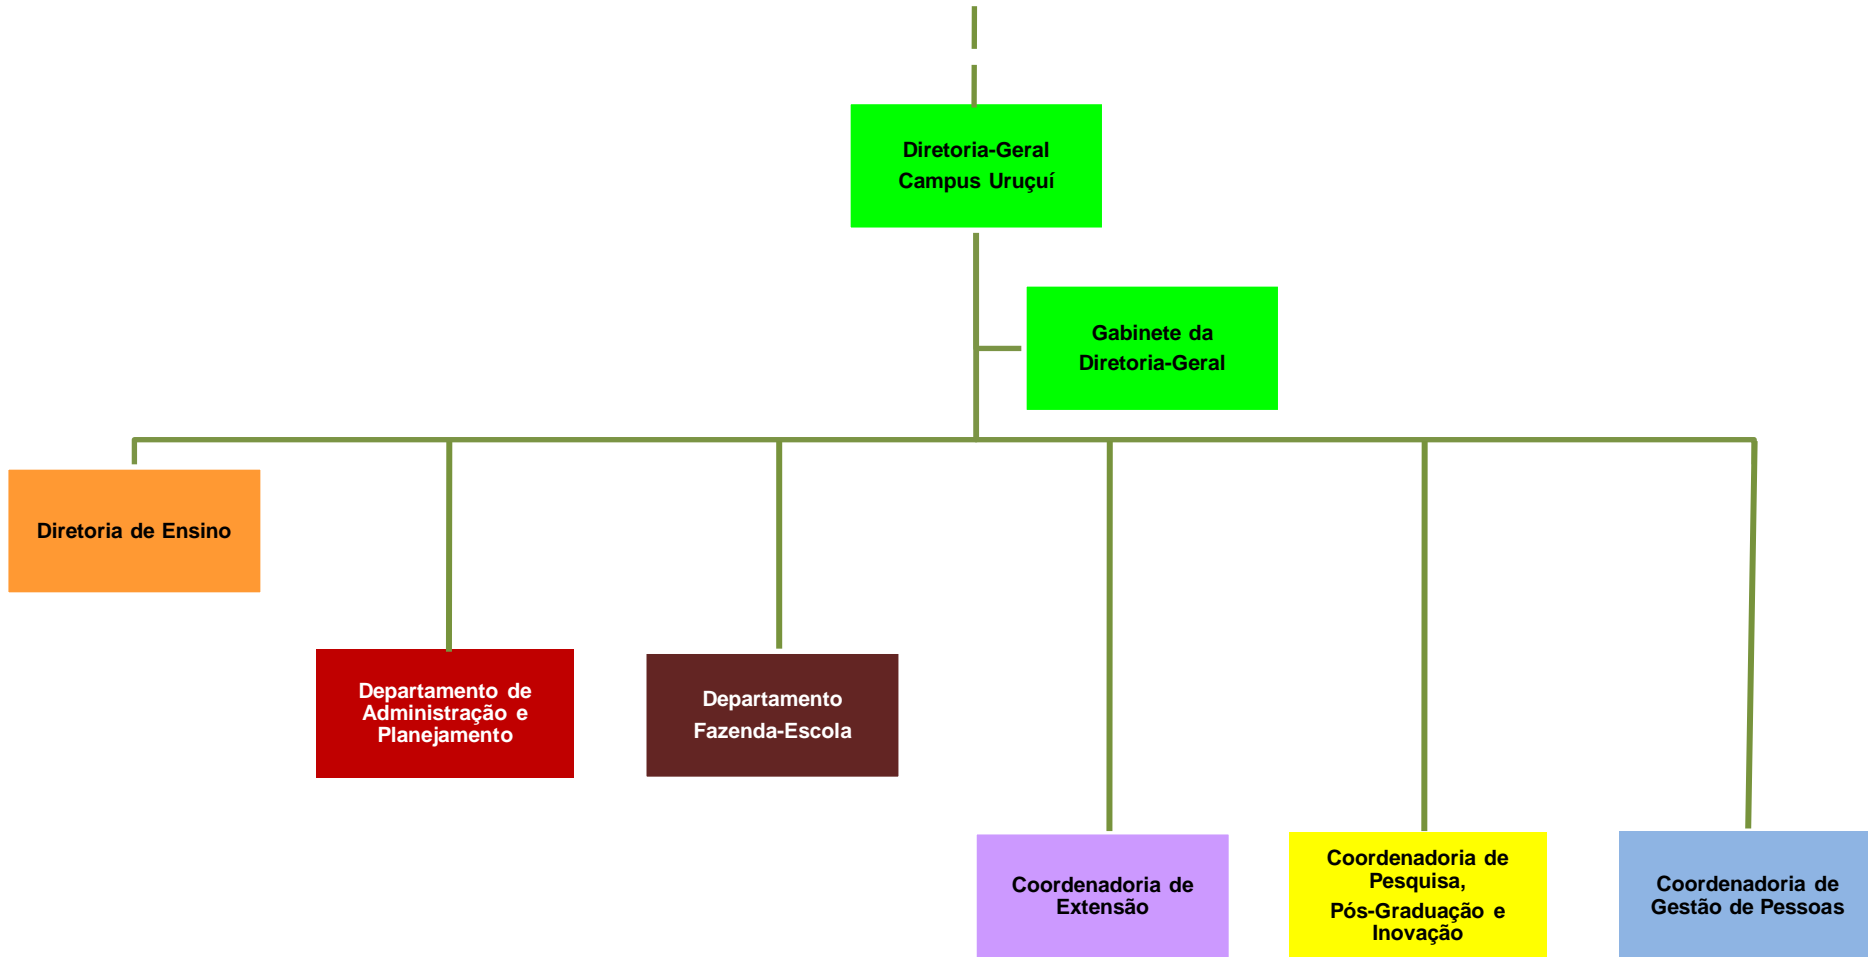 Diretoria-Geral
Campus Uruçuí
Gabinete da
Diretoria-Geral
Diretoria de Ensino
Departamento de
Administração e
Planejamento
Departamento
Fazenda-Escola
Coordenadoria de
Extensão
Coordenadoria de
Pesquisa,
Pós-Graduação e
Inovação
Coordenadoria de
Gestão de Pessoas